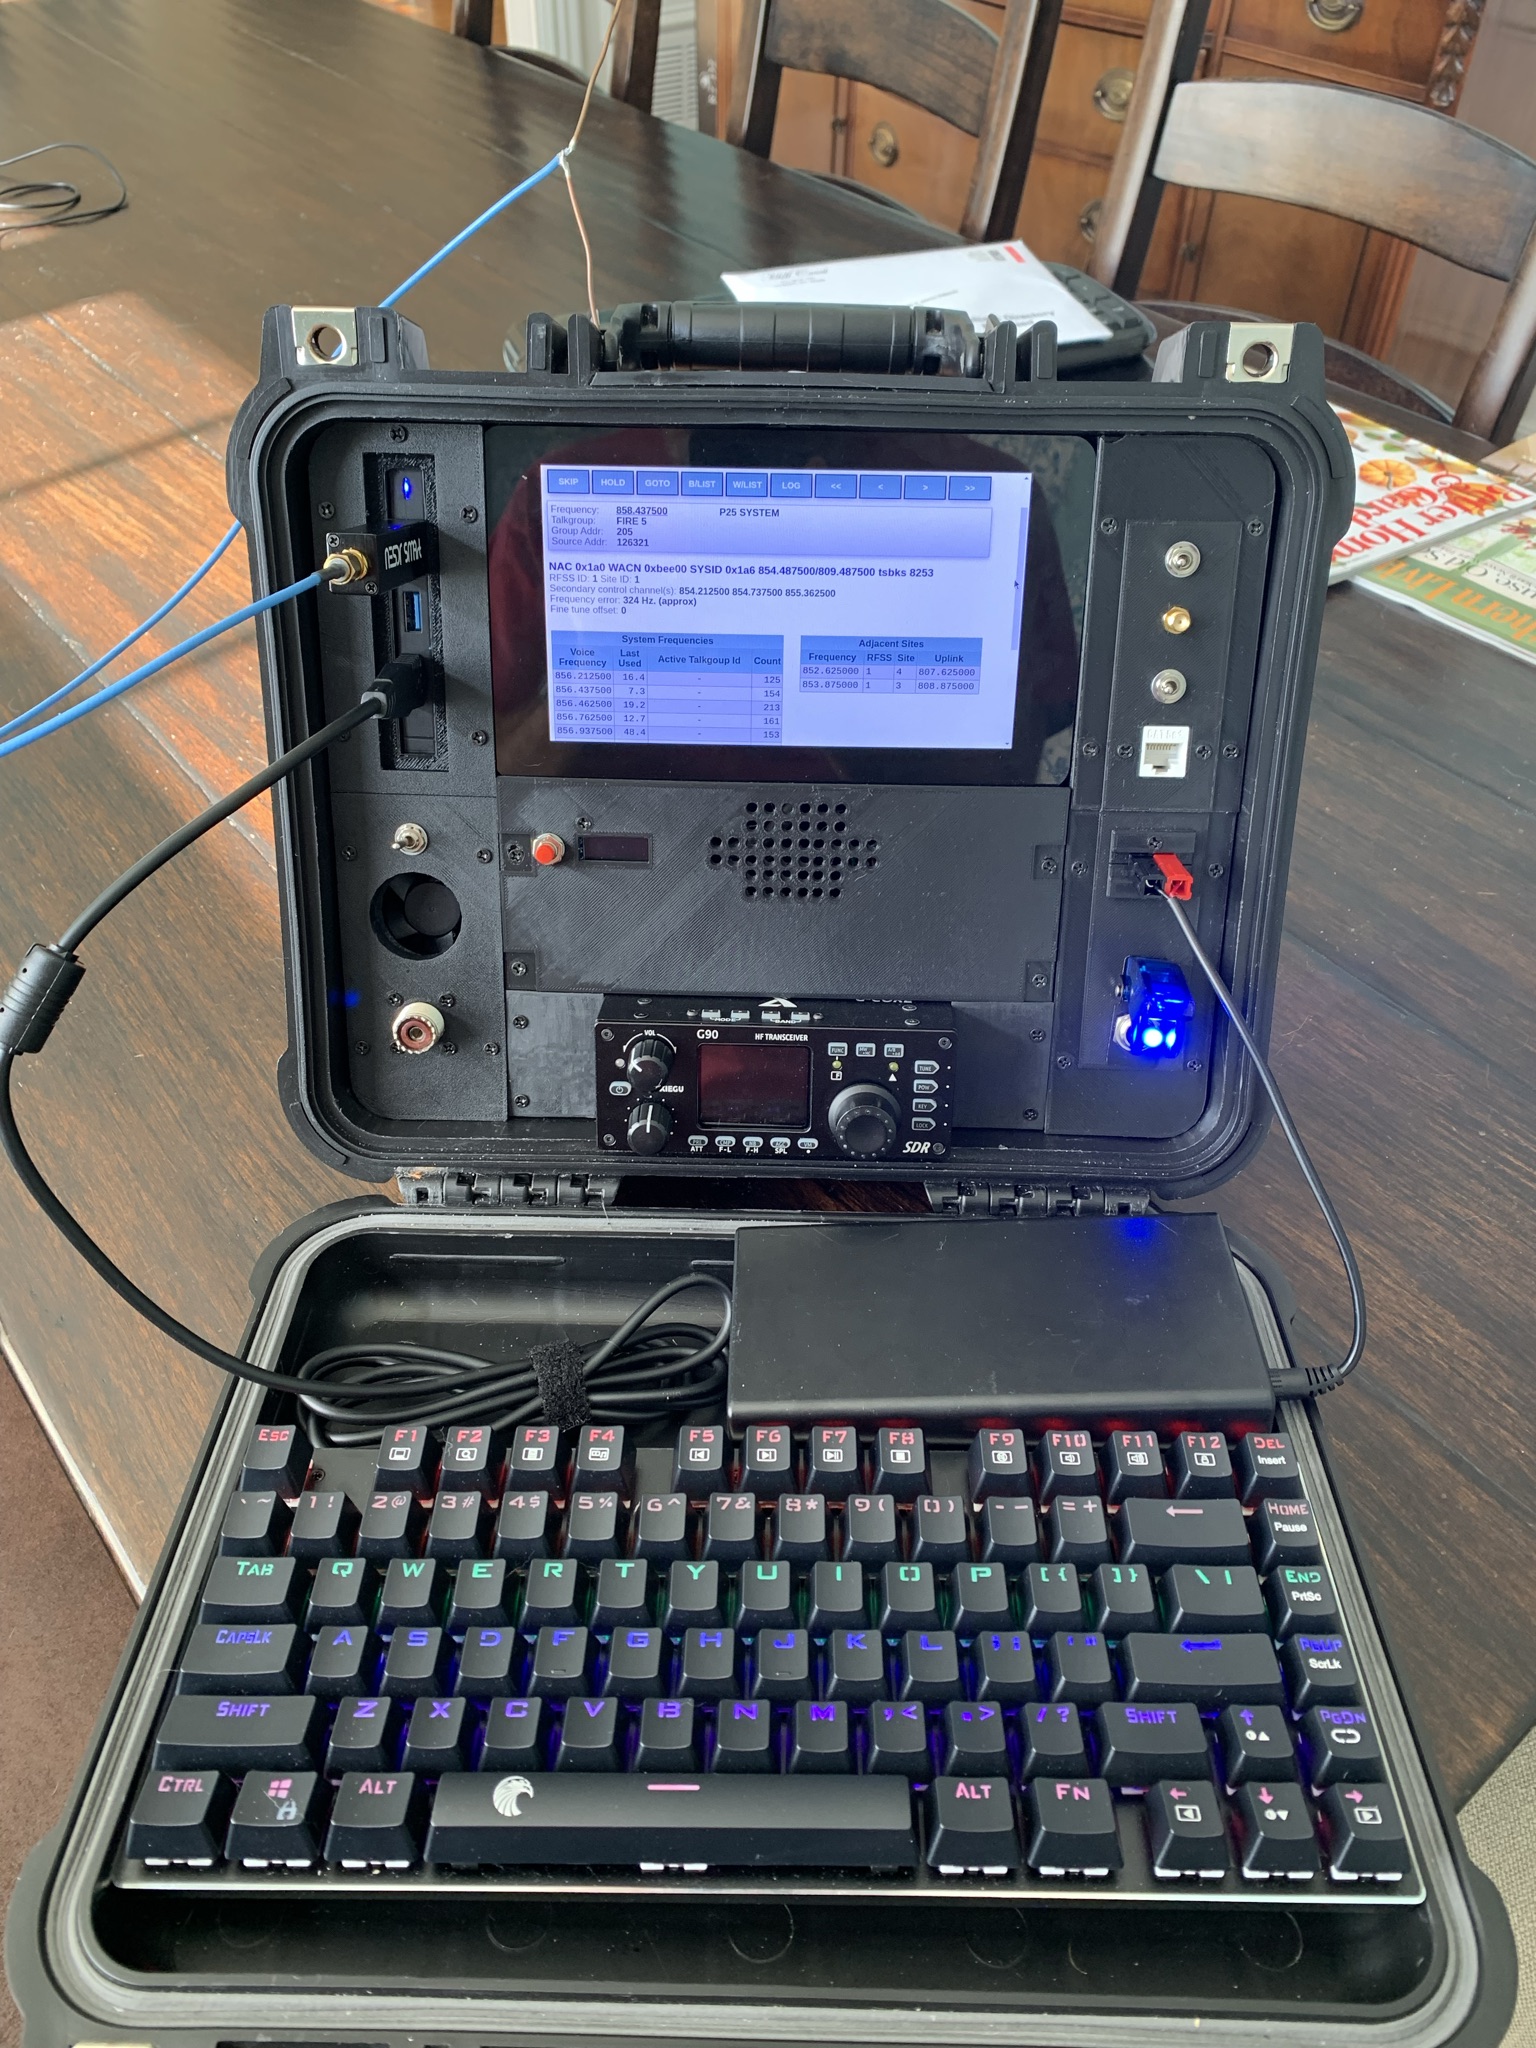 SKIP HOLD GOTO B/LIST W/LIST LOG << < > >>
Frequency: 858.437500 P25 SYSTEM
Talkgroup: FIRE 5
Group Addr: 205
Source Addr: 126321
NAC 0x1a0 WACN 0xbee00 SYSID 0x1a6 854.487500/809.487500 tsbks 8253
RFSS ID: 1 Site ID: 1
Secondary control channel(s): 854.212500 854.737500 855.362500
Frequency error: 324 Hz. (approx)
Fine tune offset: 0
System Frequencies
Voice Frequency Last Used Active Talkgoup Id Count
856.212500 16.4 - 125
856.437500 7.3 - 154
856.462500 19.2 - 213
856.762500 12.7 - 161
856.937500 48.4 - 153
Adjacent Sites
Frequency RFSS Site Uplink
852.625000 1 4 807.625000
853.875000 1 3 808.875000
MODE BAND
VOL G90 HF TRANSCEIVER
FUNC
TUNE
POW
KEY
LOCK
PRE CMP NB AGC
ATT F-L F-H SPL
SDR
Esc F1 F2 F3 F4 F5 F6 F7 F8 F9 F10 F11 F12 Del
Insert
` ~ 1 ! 2 @ 3 # 4 $ 5 % 6 ^ 7 & 8 * 9 ( 0 ) - - = + Home
Pause
Tab Q W E R T Y U I O P [ { ] } \ | End
PrtSc
CapsLk A S D F G H J K L ; : ' " PgUp
ScrLk
Shift Z X C V B N M , < . > / ? Shift PgDn
Ctrl Alt Alt Fn